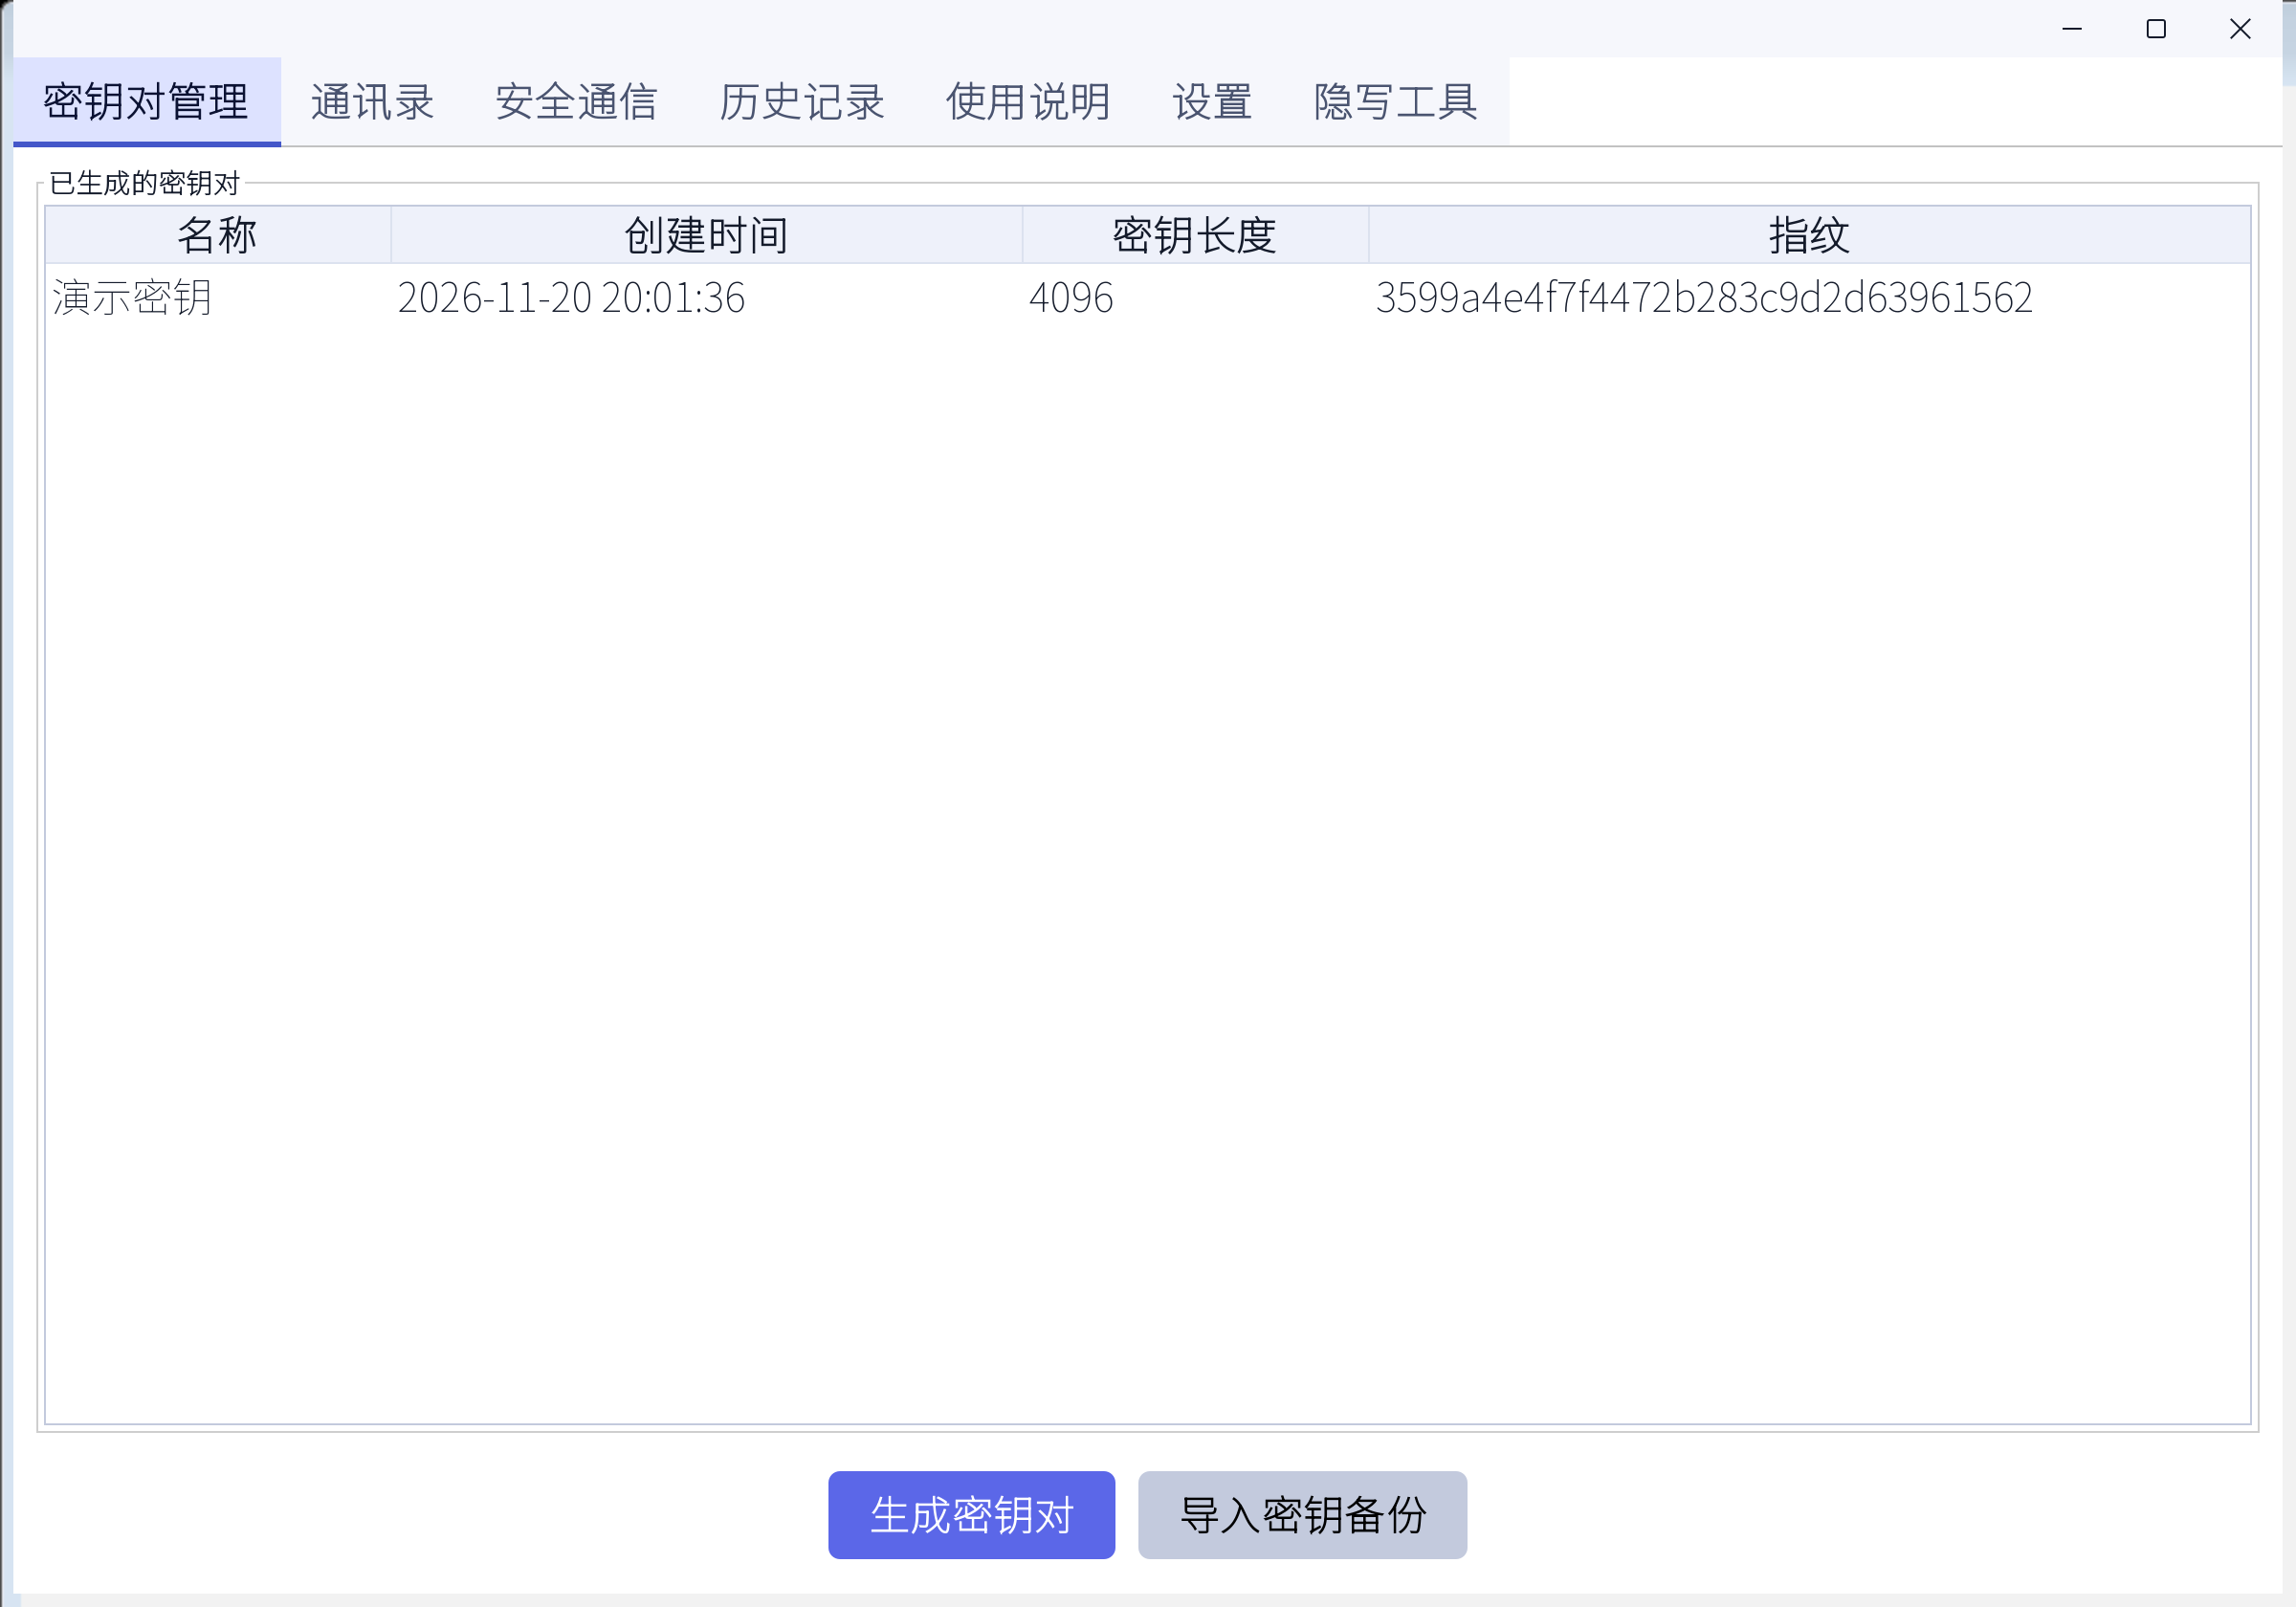 密钥对管理 通讯录 安全通信 历史记录 使用说明 设置 隐写工具
已生成的密钥对
名称 创建时间 密钥长度 指纹
演示密钥 2026-11-20 20:01:36 4096 3599a4e4f7f4472b283c9d2d63961562
生成密钥对 导入密钥备份